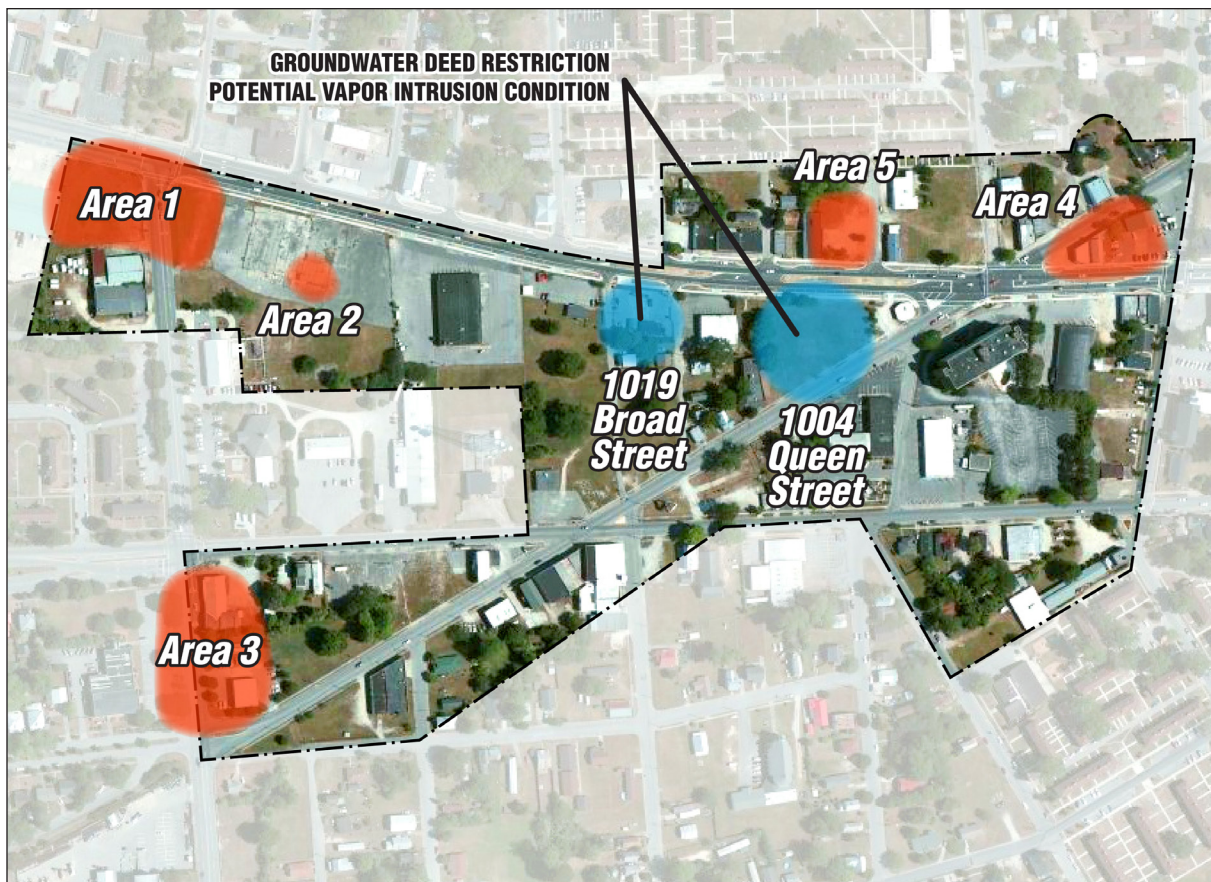 GROUNDWATER DEED RESTRICTION
POTENTIAL VAPOR INTRUSION CONDITION
Area 1
Area 2
Area 5
Area 4
1019
Broad
Street
1004
Queen
Street
Area 3